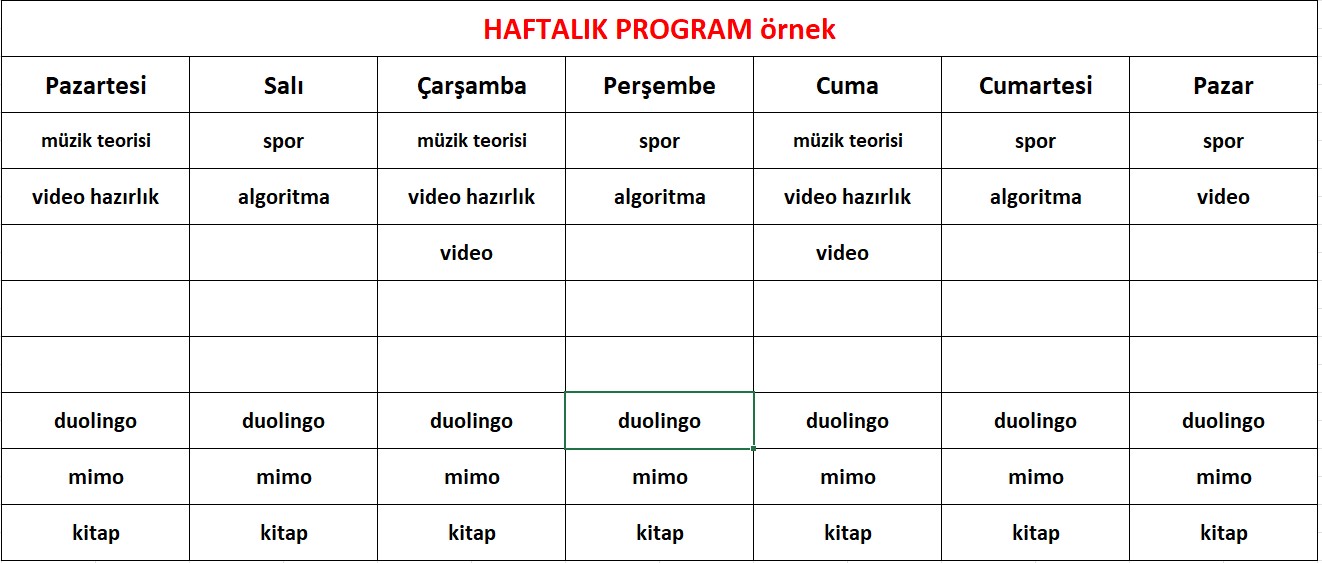 HAFTALIK PROGRAM örnek
Pazartesi Salı Çarşamba Perşembe Cuma Cumartesi Pazar
müzik teorisi spor müzik teorisi spor müzik teorisi spor spor
video hazırlık algoritma video hazırlık algoritma video hazırlık algoritma video
video video
duolingo duolingo duolingo duolingo duolingo duolingo duolingo
mimo mimo mimo mimo mimo mimo mimo
kitap kitap kitap kitap kitap kitap kitap